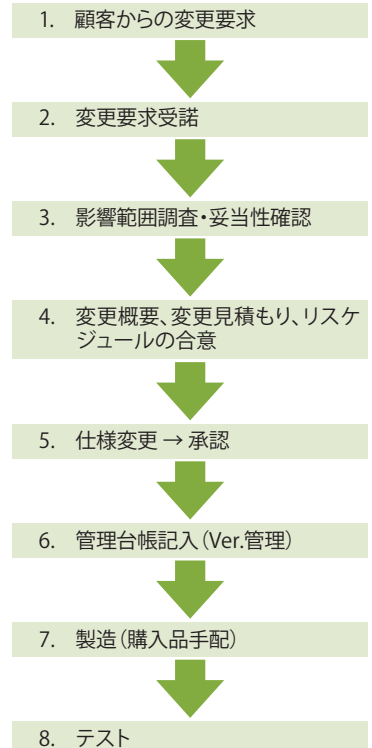 1. 顧客からの変更要求
2. 変更要求受諾
3. 影響範囲調査・妥当性確認
4. 変更概要、変更見積もり、リスケ
ジュールの合意
5. 仕様変更 → 承認
6. 管理台帳記入（Ver.管理）
7. 製造（購入品手配）
8. テスト